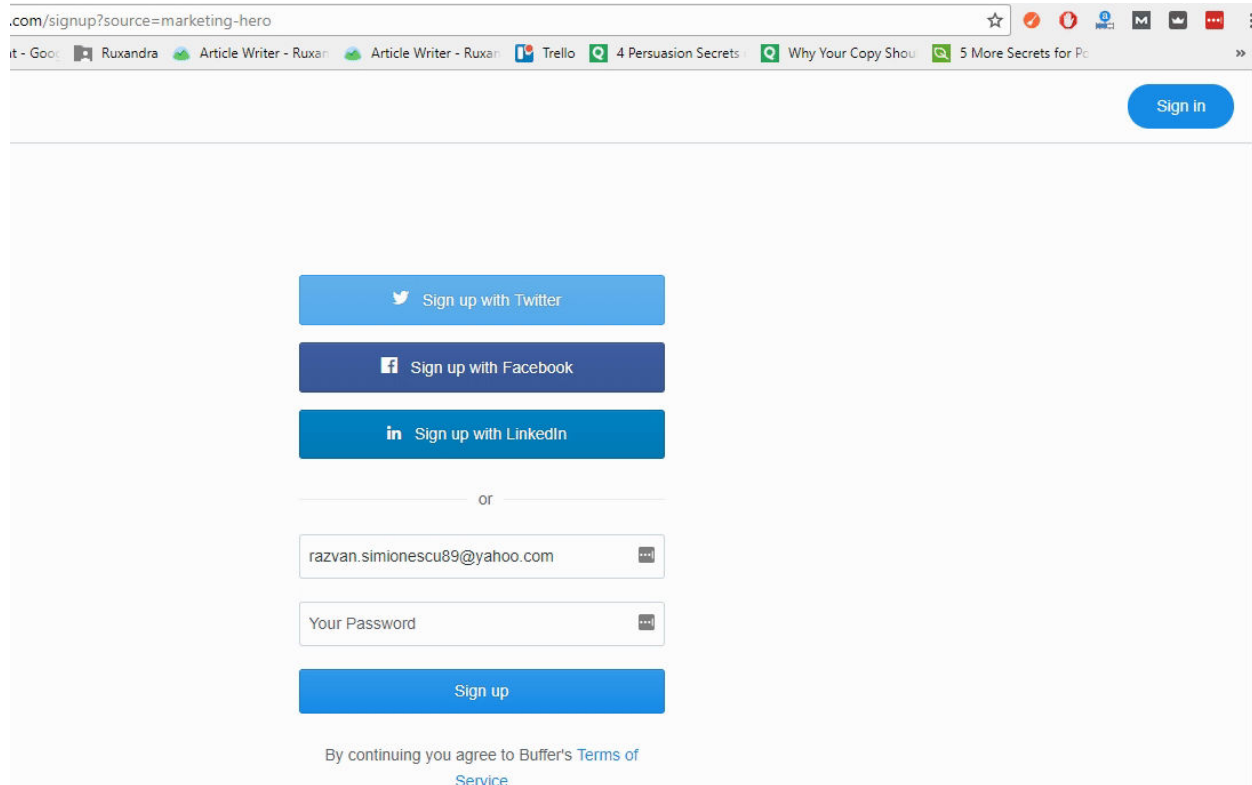 .com/signup?source=marketing-hero
Ruxandra Article Writer - Ruxan Article Writer - Ruxan Trello 4 Persuasion Secrets Why Your Copy Shou 5 More Secrets for
Sign in
Sign up with Twitter
Sign up with Facebook
in Sign up with LinkedIn
or
razvan.simionescu89@yahoo.com
Your Password
Sign up
By continuing you agree to Buffer's Terms of
Service